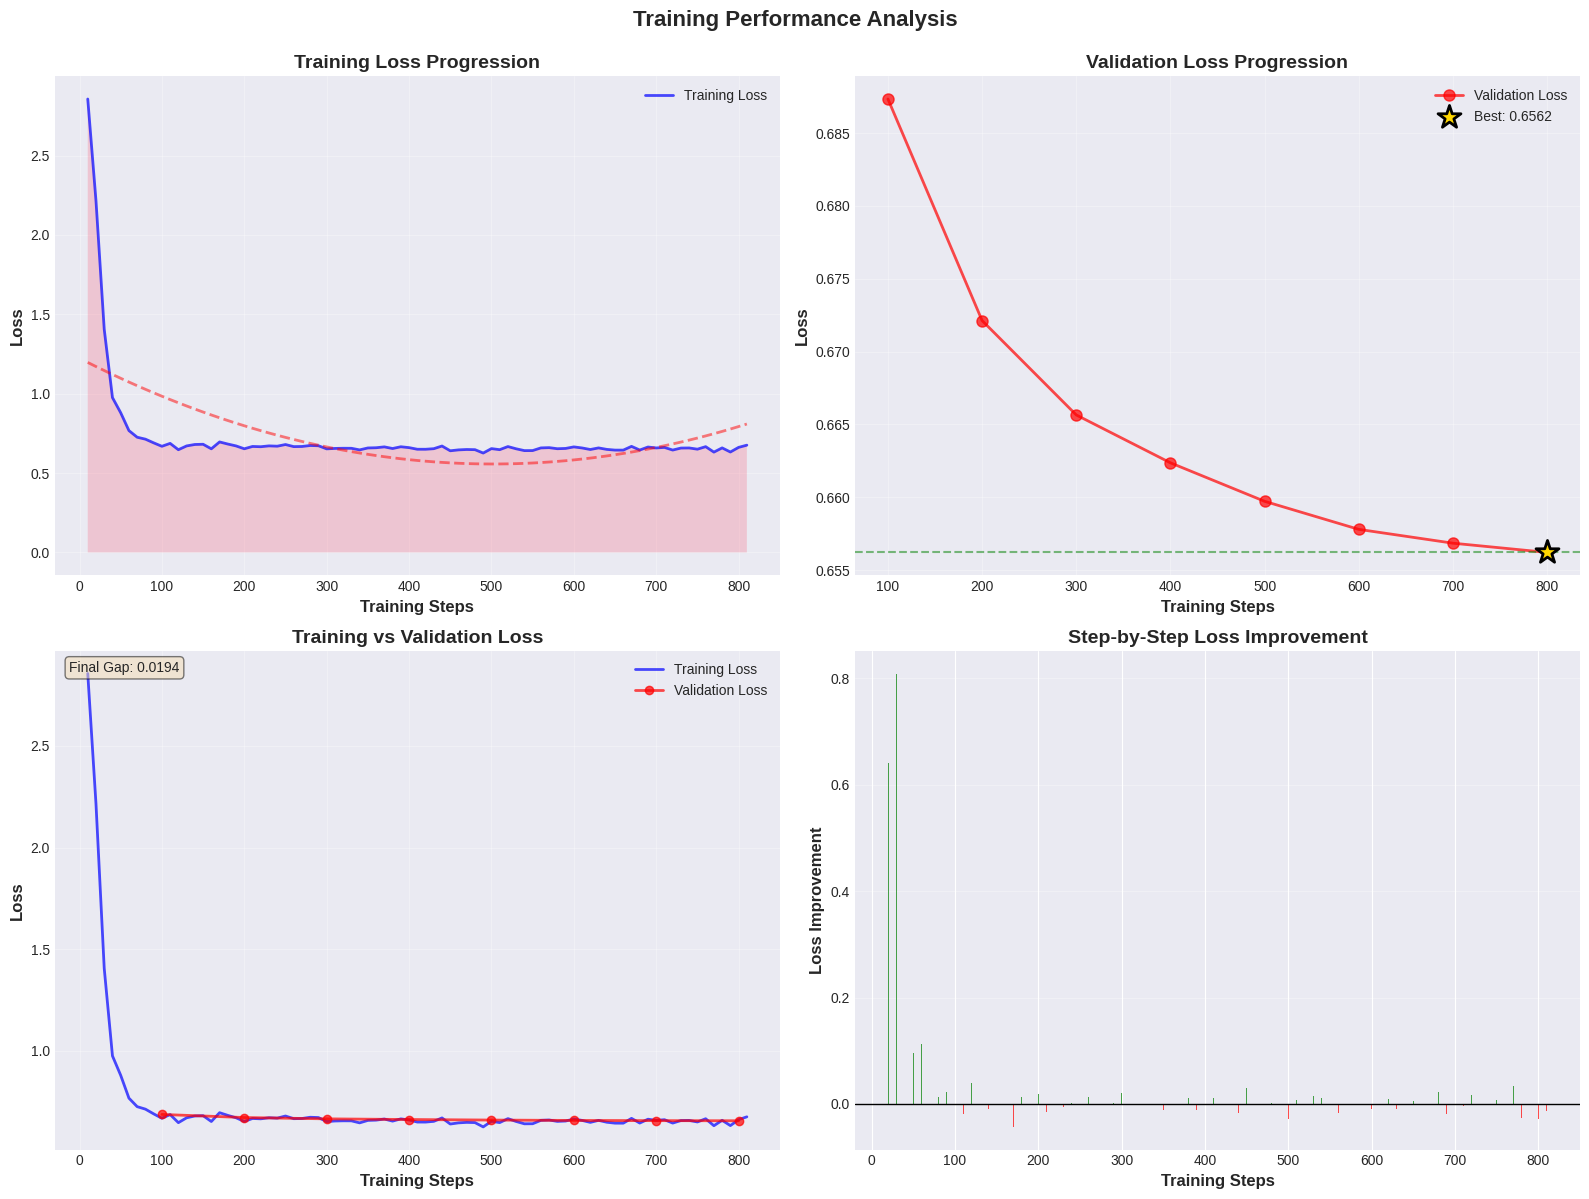 Training Performance Analysis
Training Loss Progression
Training Loss
Loss
2.5
2.0
1.5
1.0
0.5
0.0
0 100 200 300 400 500 600 700 800
Training Steps
Validation Loss Progression
Validation Loss
Best: 0.6562
Loss
0.685
0.680
0.675
0.670
0.665
0.660
0.655
100 200 300 400 500 600 700 800
Training Steps
Training vs Validation Loss
Final Gap: 0.0194
Training Loss
Validation Loss
Loss
2.5
2.0
1.5
1.0
0 100 200 300 400 500 600 700 800
Training Steps
Step-by-Step Loss Improvement
Loss Improvement
0.8
0.6
0.4
0.2
0.0
0 100 200 300 400 500 600 700 800
Training Steps